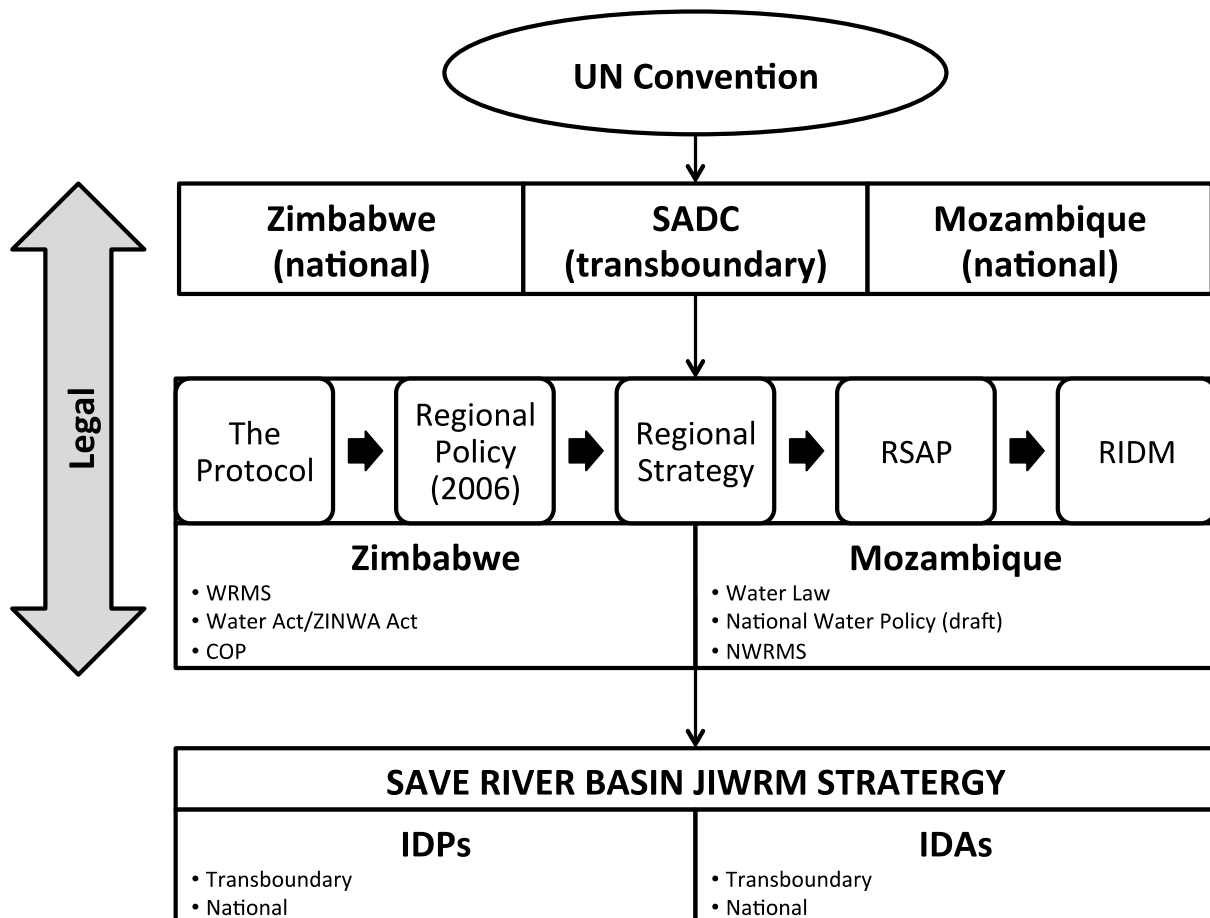 UN Convention
Zimbabwe
(national)
SADC
(transboundary)
Mozambique
(national)
Legal
The
Protocol
Regional
Policy
(2006)
Regional
Strategy
RSAP
RIDM
Zimbabwe
• WRMS
• Water Act/ZINWA Act
• COP
Mozambique
• Water Law
• National Water Policy (draft)
• NWRMS
SAVE RIVER BASIN JIWRM STRATERGY
IDPs
• Transboundary
• National
IDAs
• Transboundary
• National